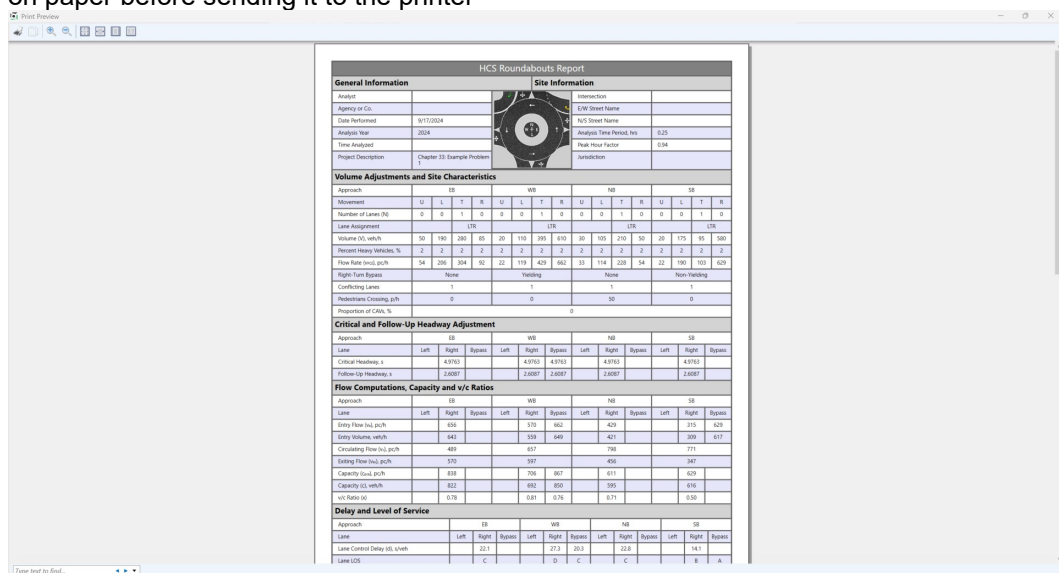 on paper before sending it to the printer
Print Preview
HCS Roundabouts Report
General Information Site Information
Analyst Intersection
Agency or Co. E/W Street Name
Date Performed 9/17/2024 N/S Street Name
Analysis Year 2024 Analysis Time Period, hrs 0.25
Time Analyzed Peak Hour Factor 0.94
Project Description Chapter 33: Example Problem 1 Jurisdiction
Volume Adjustments and Site Characteristics
Approach EB WB NB SB
Movement U L T R U L T R U L T R U L T R
Number of Lanes (N) 0 0 1 0 0 0 1 0 0 0 1 0 0 0 1 0
Lane Assignment LTR LTR LTR LTR
Volume (V), veh/h 50 190 280 85 20 110 395 610 30 105 210 50 20 175 95 580
Percent Heavy Vehicles, % 2 2 2 2 2 2 2 2 2 2 2 2 2 2 2 2
Flow Rate (vPCE), pc/h 54 206 304 92 22 119 429 662 33 114 228 54 22 190 103 629
Right-Turn Bypass None Yielding None Non-Yielding
Conflicting Lanes 1 1 1 1
Pedestrians Crossing, p/h 0 0 50 0
Proportion of CAVs, % 0
Critical and Follow-Up Headway Adjustment
Approach EB WB NB SB
Lane Left Right Bypass Left Right Bypass Left Right Bypass Left Right Bypass
Critical Headway, s 4.9763 4.9763 4.9763 4.9763 4.9763
Follow-Up Headway, s 2.6087 2.6087 2.6087 2.6087 2.6087
Flow Computations, Capacity and v/c Ratios
Approach EB WB NB SB
Lane Left Right Bypass Left Right Bypass Left Right Bypass Left Right Bypass
Entry Flow (ve), pc/h 656 570 662 429 315 629
Entry Volume, veh/h 643 559 649 421 309 617
Circulating Flow (vc), pc/h 489 657 798 771
Exiting Flow (vex), pc/h 570 597 456 347
Capacity (cpce), pc/h 838 706 867 611 629
Capacity (c), veh/h 822 692 850 595 616
v/c Ratio (x) 0.78 0.81 0.76 0.71 0.50
Delay and Level of Service
Approach EB WB NB SB
Lane Left Right Bypass Left Right Bypass Left Right Bypass Left Right Bypass
Lane Control Delay (d), s/veh 22.1 27.3 20.3 22.8 14.1
Lane LOS C D C C B A
Type text to find...